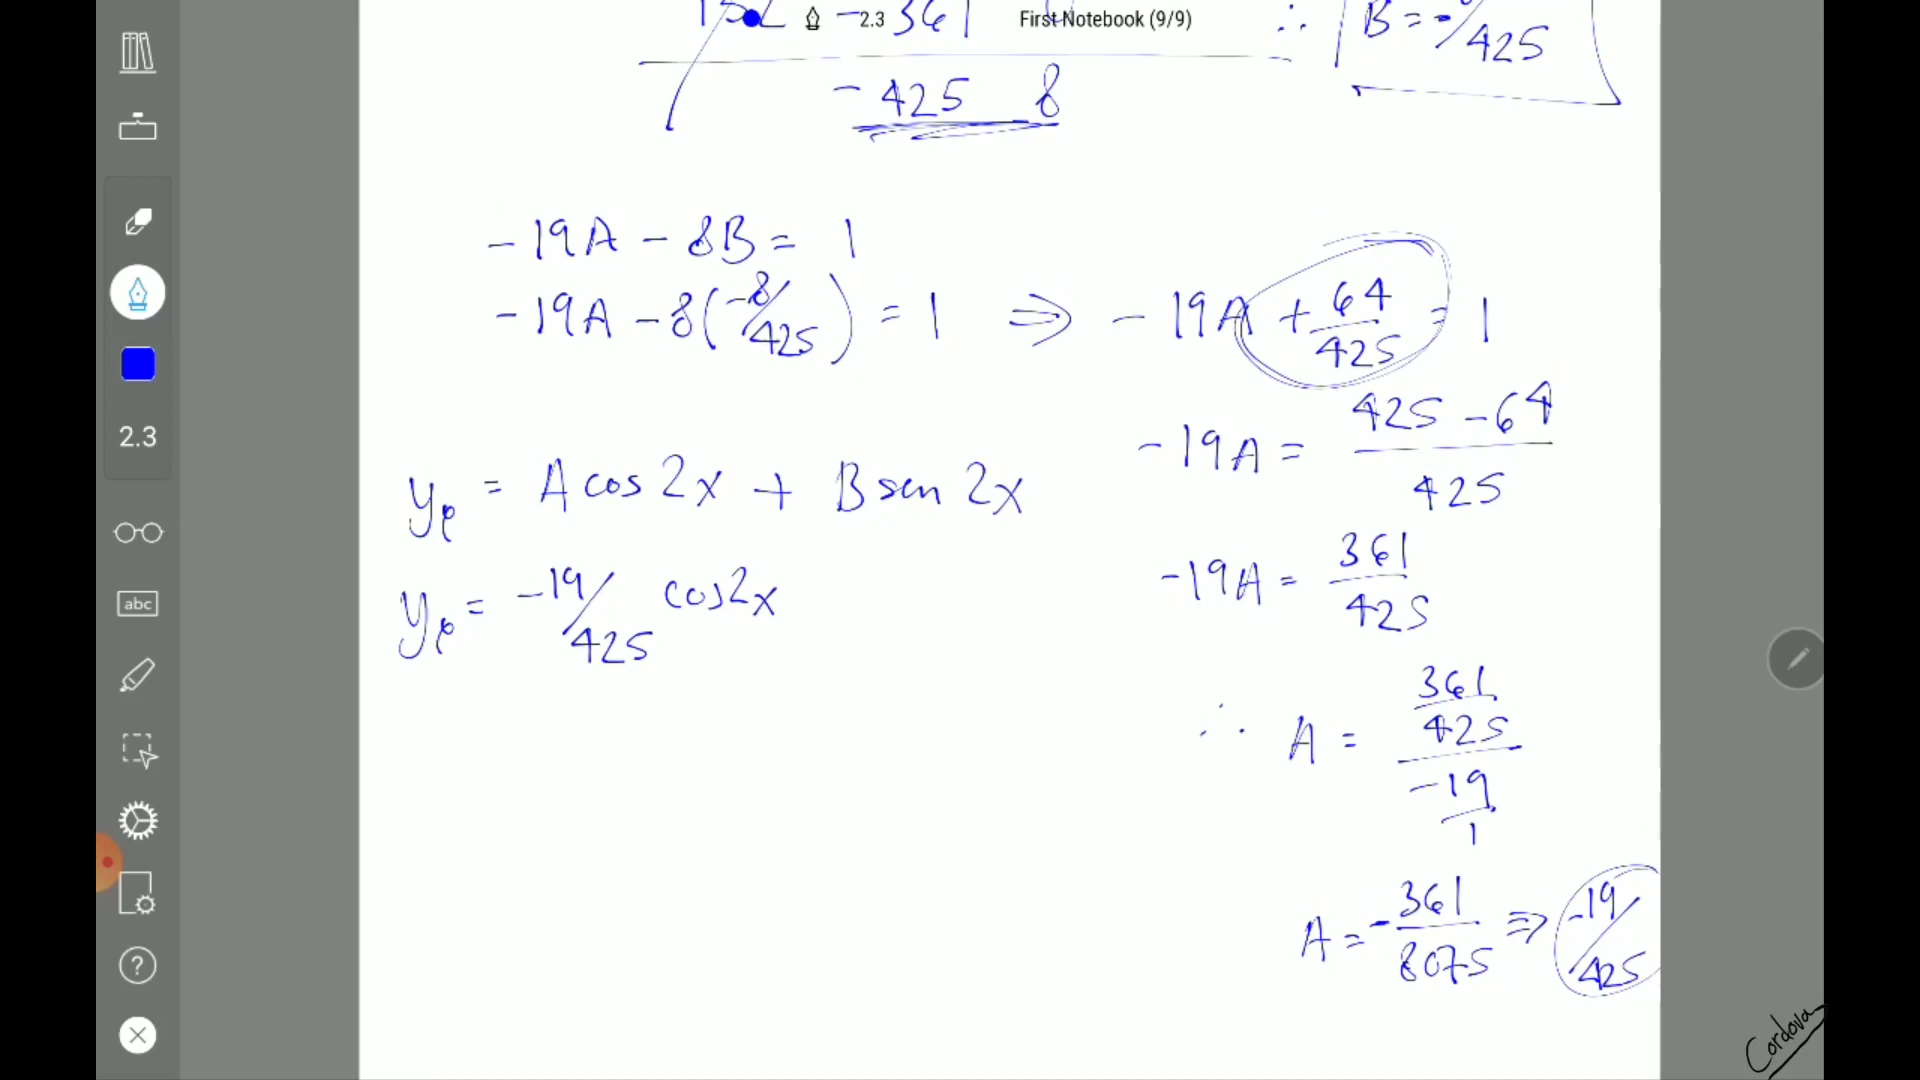 2.3 First Notebook (9/9)
- 361
B = -8/425
- 425 8
-19A - 8B = 1
-19A - 8(-8/425) = 1 ⇒ -19A + 64/425 = 1
-19A = (425 - 64)/425
yₚ = A cos 2x + B sen 2x
-19A = 361/425
yₚ = -19/425 cos2x
∴ A = (361/425)/(-19/1)
A = -361/8075 ⇒ -19/425
2.3
abc
?
Cordova